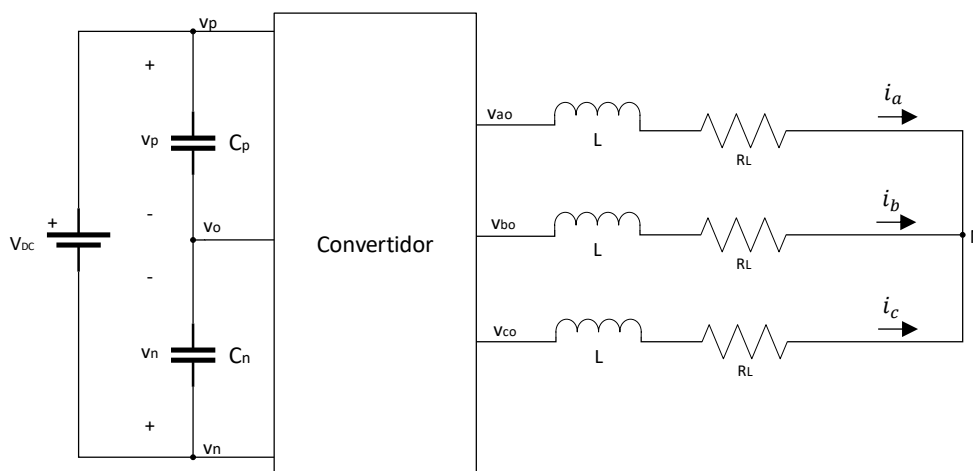 vp
+
vp
Cp
-
+
VDC
vo
-
vn
Cn
+
vn
Convertidor
vao
L
RL
ia
vbo
L
RL
ib
vco
L
RL
ic